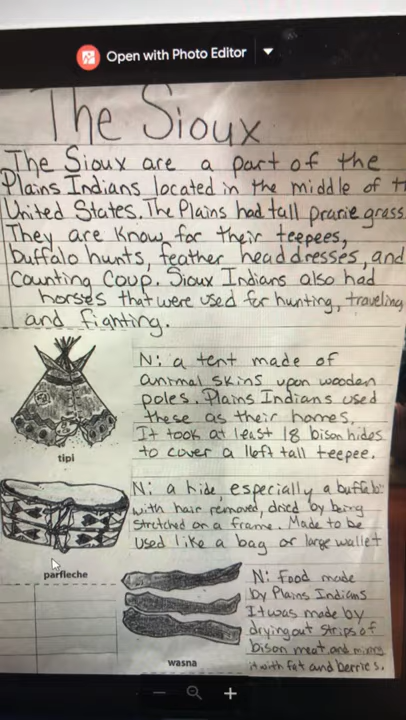 Open with Photo Editor
The Sioux
The Sioux are a part of the
Plains Indians located in the middle of
United States. The Plains had tall prarie grass.
They are Know for their teepees,
buffalo hunts, feather headdresses, and
Counting Coup. Sioux Indians also had
horses that were used for hunting, traveling
and fighting.
N: a tent made of
animal skins upon wooden
poles. Plains Indians used
these as their homes,
It took at least 18 bison hides
to cover a 11 ft tall teepee.
tipi
N: a hide, especially a
with hair removed, dried by being
stretched on a frame. Made to be
used like a bag or large wallet
parfleche
N: Food made
by Plains Indians
It was made by
drying out strips of
bison meat and mixing
it with fat and berries.
wasna